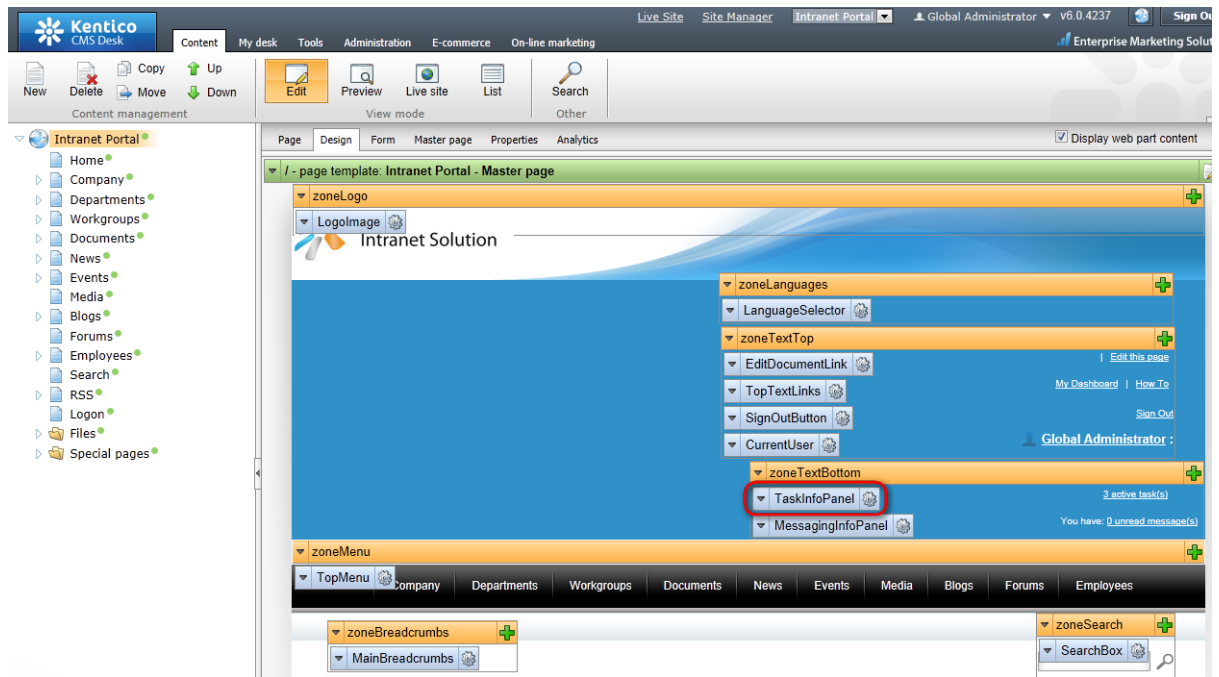 Live Site Site Manager Intranet Portal Global Administrator v6.0.4237 Sign Ou
Kentico
CMS Desk
Content My desk Tools Administration E-commerce On-line marketing
Enterprise Marketing Solut
New Delete Copy Move Up Down
Content management
Edit Preview Live site List
View mode
Search
Other
Intranet Portal
Home
Company
Departments
Workgroups
Documents
News
Events
Media
Blogs
Forums
Employees
Search
RSS
Logon
Files
Special pages
Page Design Form Master page Properties Analytics
Display web part content
/ - page template: Intranet Portal - Master page
zoneLogo
LogoImage
Intranet Solution
zoneLanguages
LanguageSelector
zoneTextTop
EditDocumentLink
| Edit this page
TopTextLinks
My Dashboard | How To
SignOutButton
Sign Out
CurrentUser
Global Administrator :
zoneTextBottom
TaskInfoPanel
3 active task(s)
MessagingInfoPanel
You have: 0 unread message(s)
zoneMenu
TopMenu
Company Departments Workgroups Documents News Events Media Blogs Forums Employees
zoneBreadcrumbs
MainBreadcrumbs
zoneSearch
SearchBox